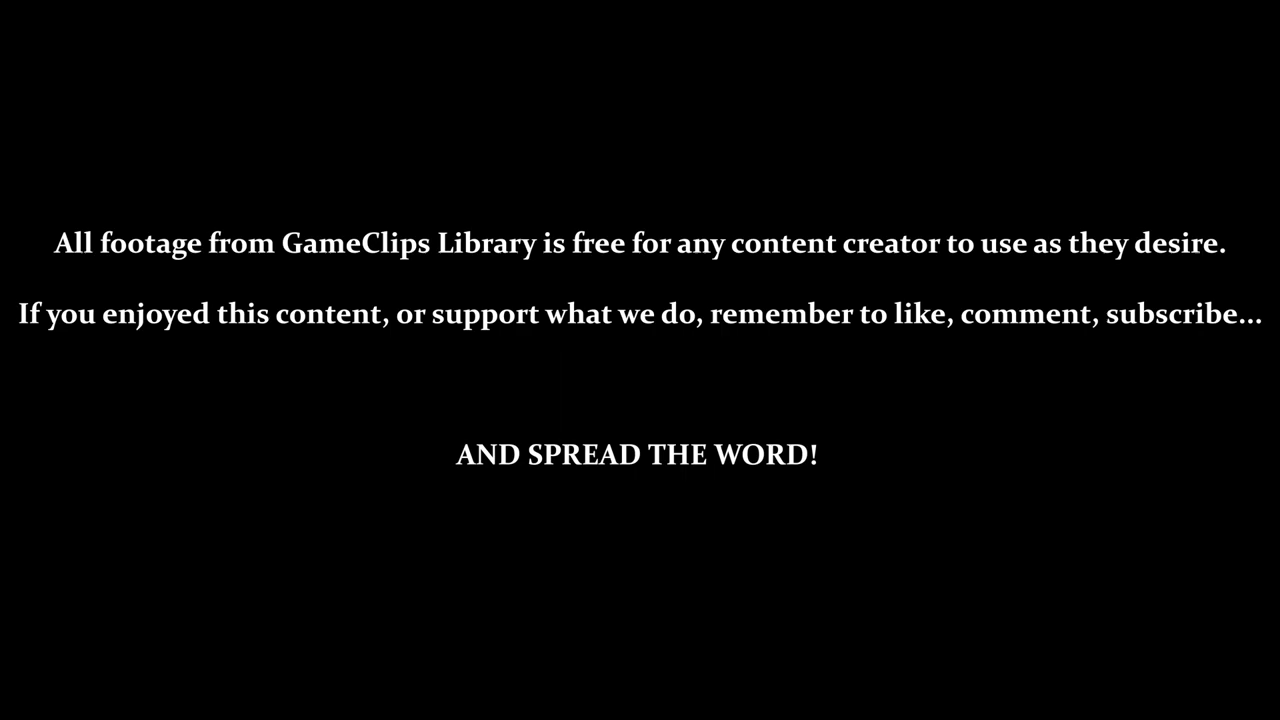 All footage from GameClips Library is free for any content creator to use as they desire.
If you enjoyed this content, or support what we do, remember to like, comment, subscribe...
AND SPREAD THE WORD!